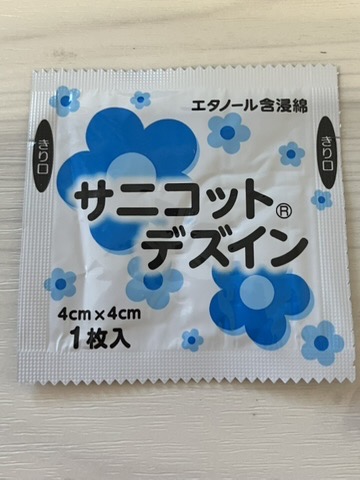 エタノール含浸綿
きり口
きり口
サニコット®
デズイン
4cm×4cm
1枚入